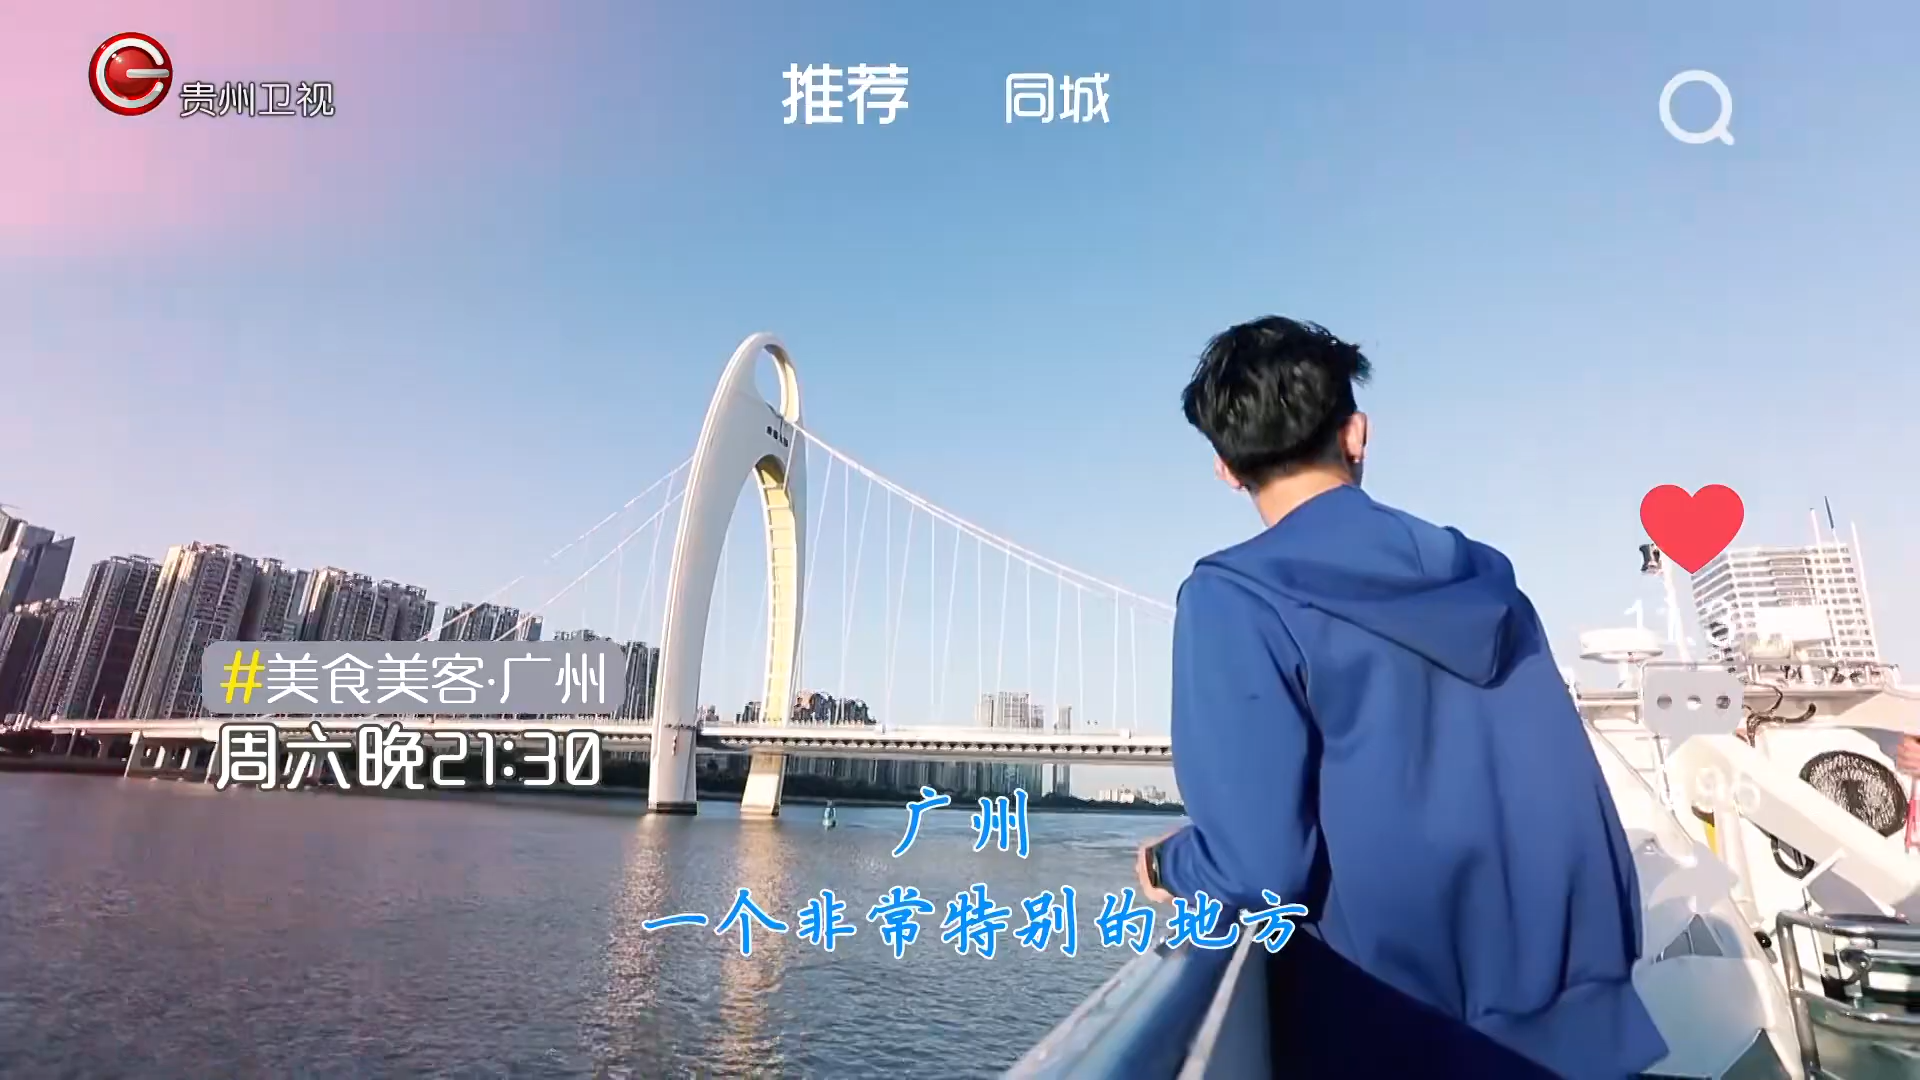 贵州卫视
推荐 同城
#美食美客·广州
周六晚21:30
广州
一个非常特别的地方